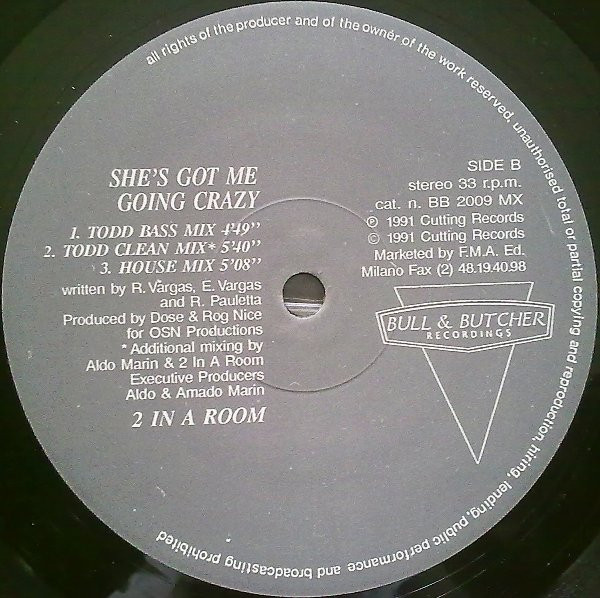 all rights of the producer and of the owner of the work reserved, unauthorised total or partial copying and reproduction, hiring, lending, public performance and broadcasting prohibited
SHE'S GOT ME
GOING CRAZY
1. TODD BASS MIX 4'49"
2. TODD CLEAN MIX* 5'40"
3. HOUSE MIX 5'08"
written by R. Vargas, E. Vargas
and R. Pauletta
Produced by Dose & Rog Nice
for OSN Productions
* Additional mixing by
Aldo Marin & 2 In A Room
Executive Producers
Aldo & Amado Marin
2 IN A ROOM
SIDE B
stereo 33 r.p.m.
cat. n. BB 2009 MX
℗ 1991 Cutting Records
© 1991 Cutting Records
Marketed by F.M.A. Ed.
Milano Fax (2) 48.19.40.98
BULL & BUTCHER
RECORDINGS